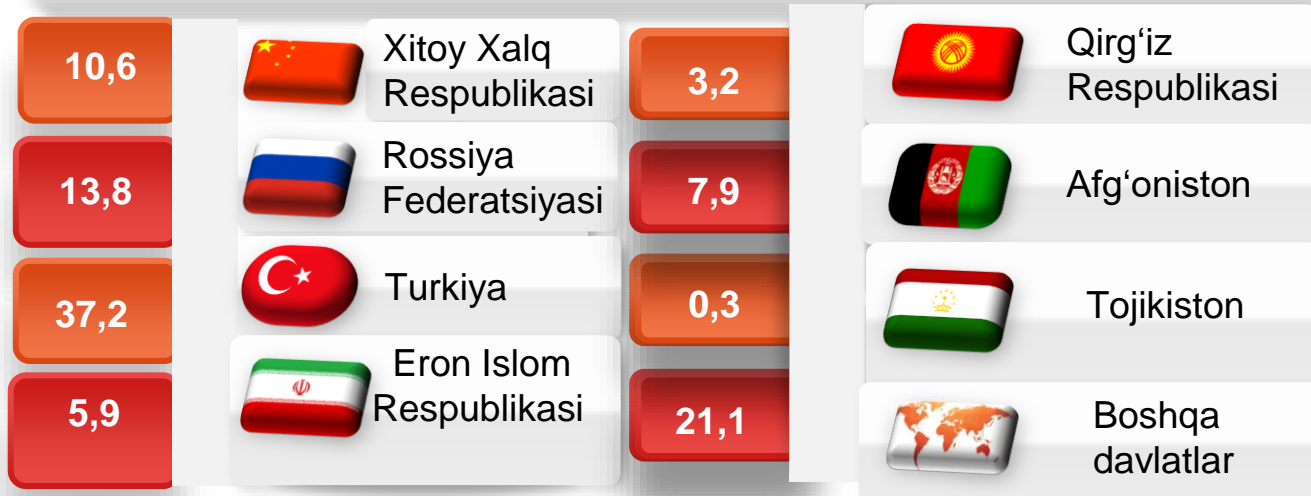 10,6
Xitoy Xalq
Respublikasi
13,8
Rossiya
Federatsiyasi
37,2
Turkiya
5,9
Eron Islom
Respublikasi
3,2
Qirg‘iz
Respublikasi
7,9
Afg‘oniston
0,3
Tojikiston
21,1
Boshqa
davlatlar